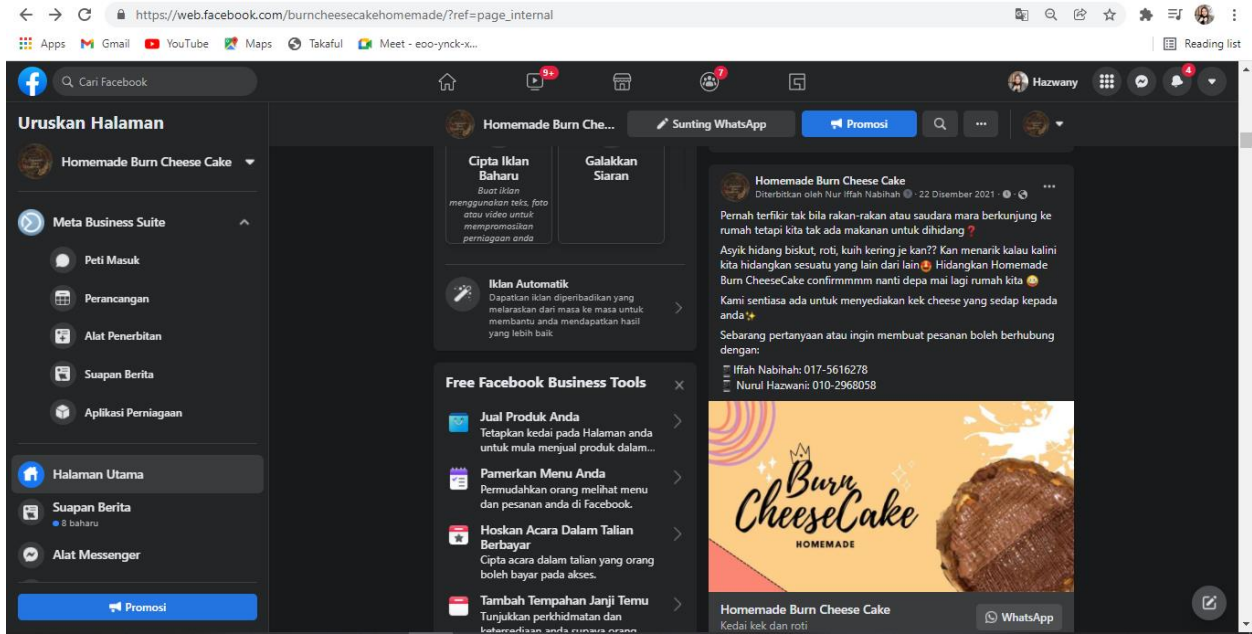 https://web.facebook.com/burncheesecakehomemade/?ref=page_internal
Apps Gmail YouTube Maps Takaful Meet - eoo-ynck-x...
Reading list
Cari Facebook
9+
7
Hazwany
4
Uruskan Halaman
Homemade Burn Cheese Cake
Meta Business Suite
Peti Masuk
Perancangan
Alat Penerbitan
Suapan Berita
Aplikasi Perniagaan
Halaman Utama
Suapan Berita
8 baharu
Alat Messenger
Promosi
Homemade Burn Che...
Sunting WhatsApp
Promosi
Cipta Iklan
Baharu
Buat iklan
menggunakan teks, foto
atau video untuk
mempromosikan
perniagaan anda
Galakkan
Siaran
Iklan Automatik
Dapatkan iklan diperibadikan yang
melaraskan dari masa ke masa untuk
membantu anda mendapatkan hasil
yang lebih baik
Free Facebook Business Tools
Jual Produk Anda
Tetapkan kedai pada Halaman anda
untuk mula menjual produk dalam...
Pamerkan Menu Anda
Permudahkan orang melihat menu
dan pesanan anda di Facebook.
Hoskan Acara Dalam Talian
Berbayar
Cipta acara dalam talian yang orang
boleh bayar pada akses.
Tambah Tempahan Janji Temu
Tunjukkan perkhidmatan dan
ketersediaan anda supaya orang
Homemade Burn Cheese Cake
Diterbitkan oleh Nur Iffah Nabihah · 22 Disember 2021 ·
Pernah terfikir tak bila rakan-rakan atau saudara mara berkunjung ke
rumah tetapi kita tak ada makanan untuk dihidang❓
Asyik hidang biskut, roti, kuih kering je kan?? Kan menarik kalau kalini
kita hidangkan sesuatu yang lain dari lain🤩 Hidangkan Homemade
Burn CheeseCake confirmmmm nanti depa mai lagi rumah kita 😆
Kami sentiasa ada untuk menyediakan kek cheese yang sedap kepada
anda✨
Sebarang pertanyaan atau ingin membuat pesanan boleh berhubung
dengan:
Iffah Nabihah: 017-5616278
Nurul Hazwani: 010-2968058
Burn
CheeseCake
HOMEMADE
Homemade Burn Cheese Cake
Kedai kek dan roti
WhatsApp